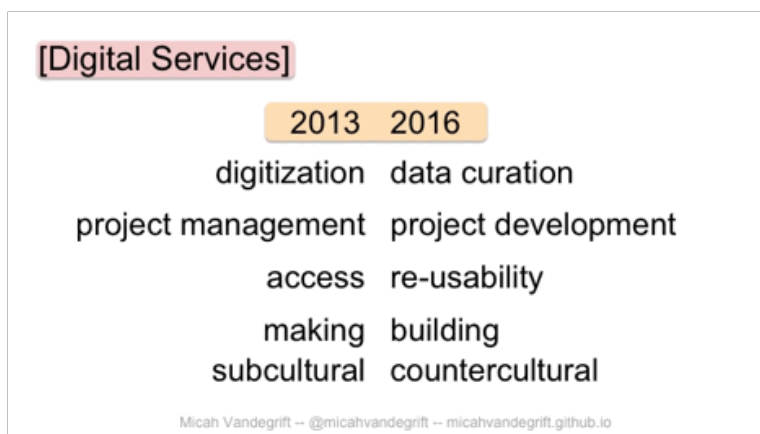 [Digital Services]
2013 2016
digitization data curation
project management project development
access re-usability
making building
subcultural countercultural
Micah Vandegrift -- @micahvandegrift -- micahvandegrift.github.io